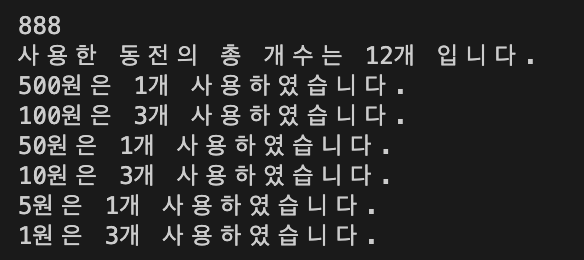 888
사용한 동전의 총 개수는 12개 입니다.
500원은 1개 사용하였습니다.
100원은 3개 사용하였습니다.
50원은 1개 사용하였습니다.
10원은 3개 사용하였습니다.
5원은 1개 사용하였습니다.
1원은 3개 사용하였습니다.